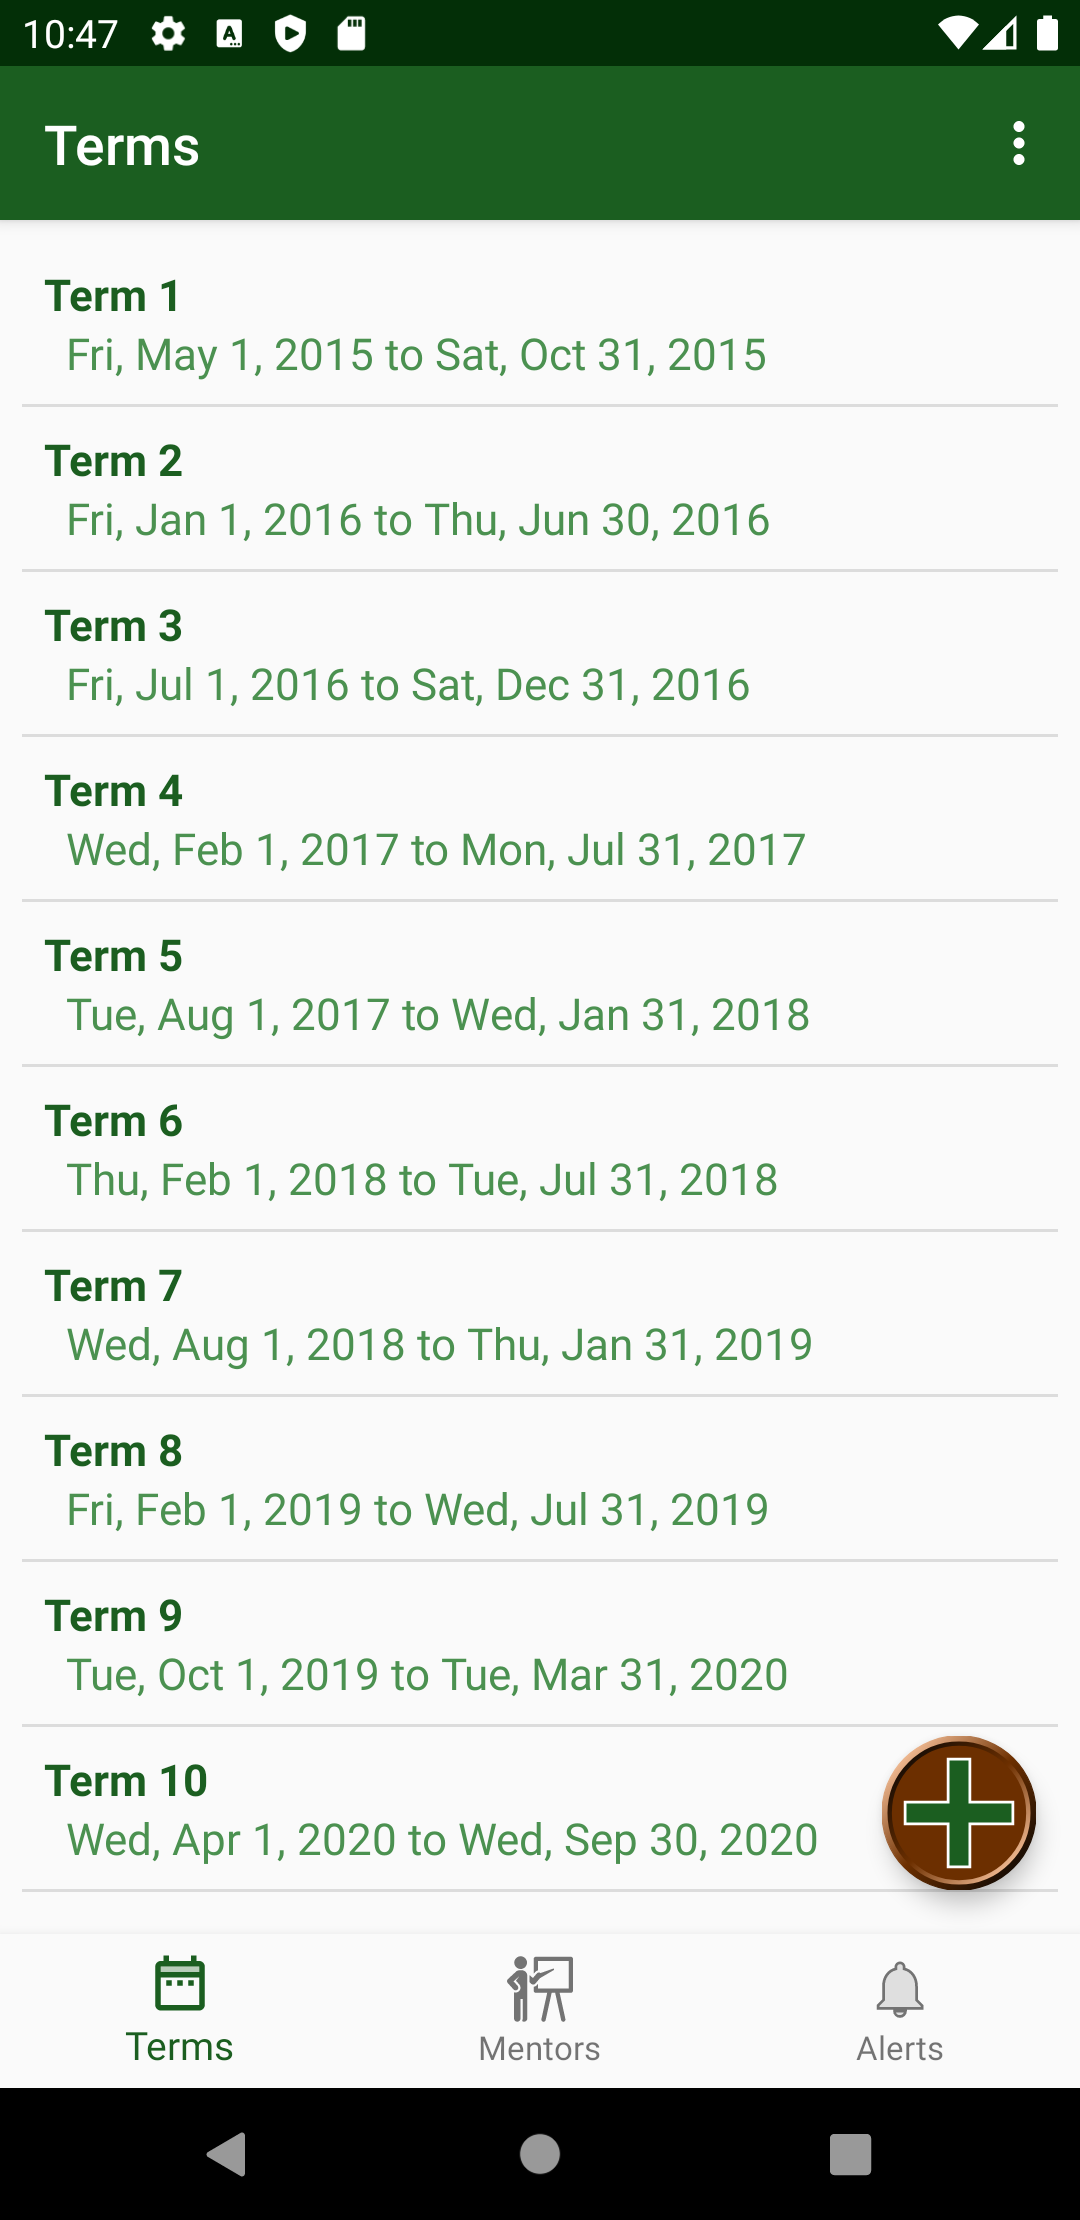 10:47
Terms
Term 1
Fri, May 1, 2015 to Sat, Oct 31, 2015
Term 2
Fri, Jan 1, 2016 to Thu, Jun 30, 2016
Term 3
Fri, Jul 1, 2016 to Sat, Dec 31, 2016
Term 4
Wed, Feb 1, 2017 to Mon, Jul 31, 2017
Term 5
Tue, Aug 1, 2017 to Wed, Jan 31, 2018
Term 6
Thu, Feb 1, 2018 to Tue, Jul 31, 2018
Term 7
Wed, Aug 1, 2018 to Thu, Jan 31, 2019
Term 8
Fri, Feb 1, 2019 to Wed, Jul 31, 2019
Term 9
Tue, Oct 1, 2019 to Tue, Mar 31, 2020
Term 10
Wed, Apr 1, 2020 to Wed, Sep 30, 2020
Terms
Mentors
Alerts